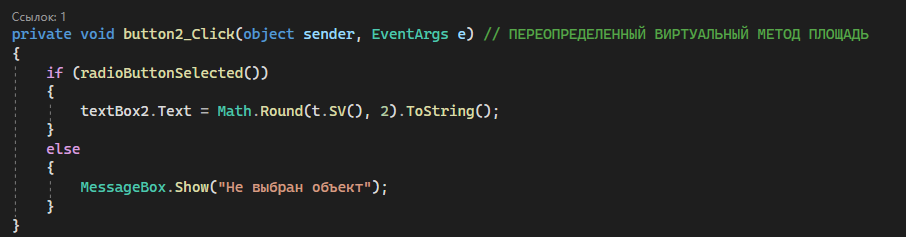 Ссылок: 1
private void button2_Click(object sender, EventArgs e) // ПЕРЕОПРЕДЕЛЕННЫЙ ВИРТУАЛЬНЫЙ МЕТОД ПЛОЩАДЬ
{
    if (radioButtonSelected())
    {
        textBox2.Text = Math.Round(t.SV(), 2).ToString();
    }
    else
    {
        MessageBox.Show("Не выбран объект");
    }
}